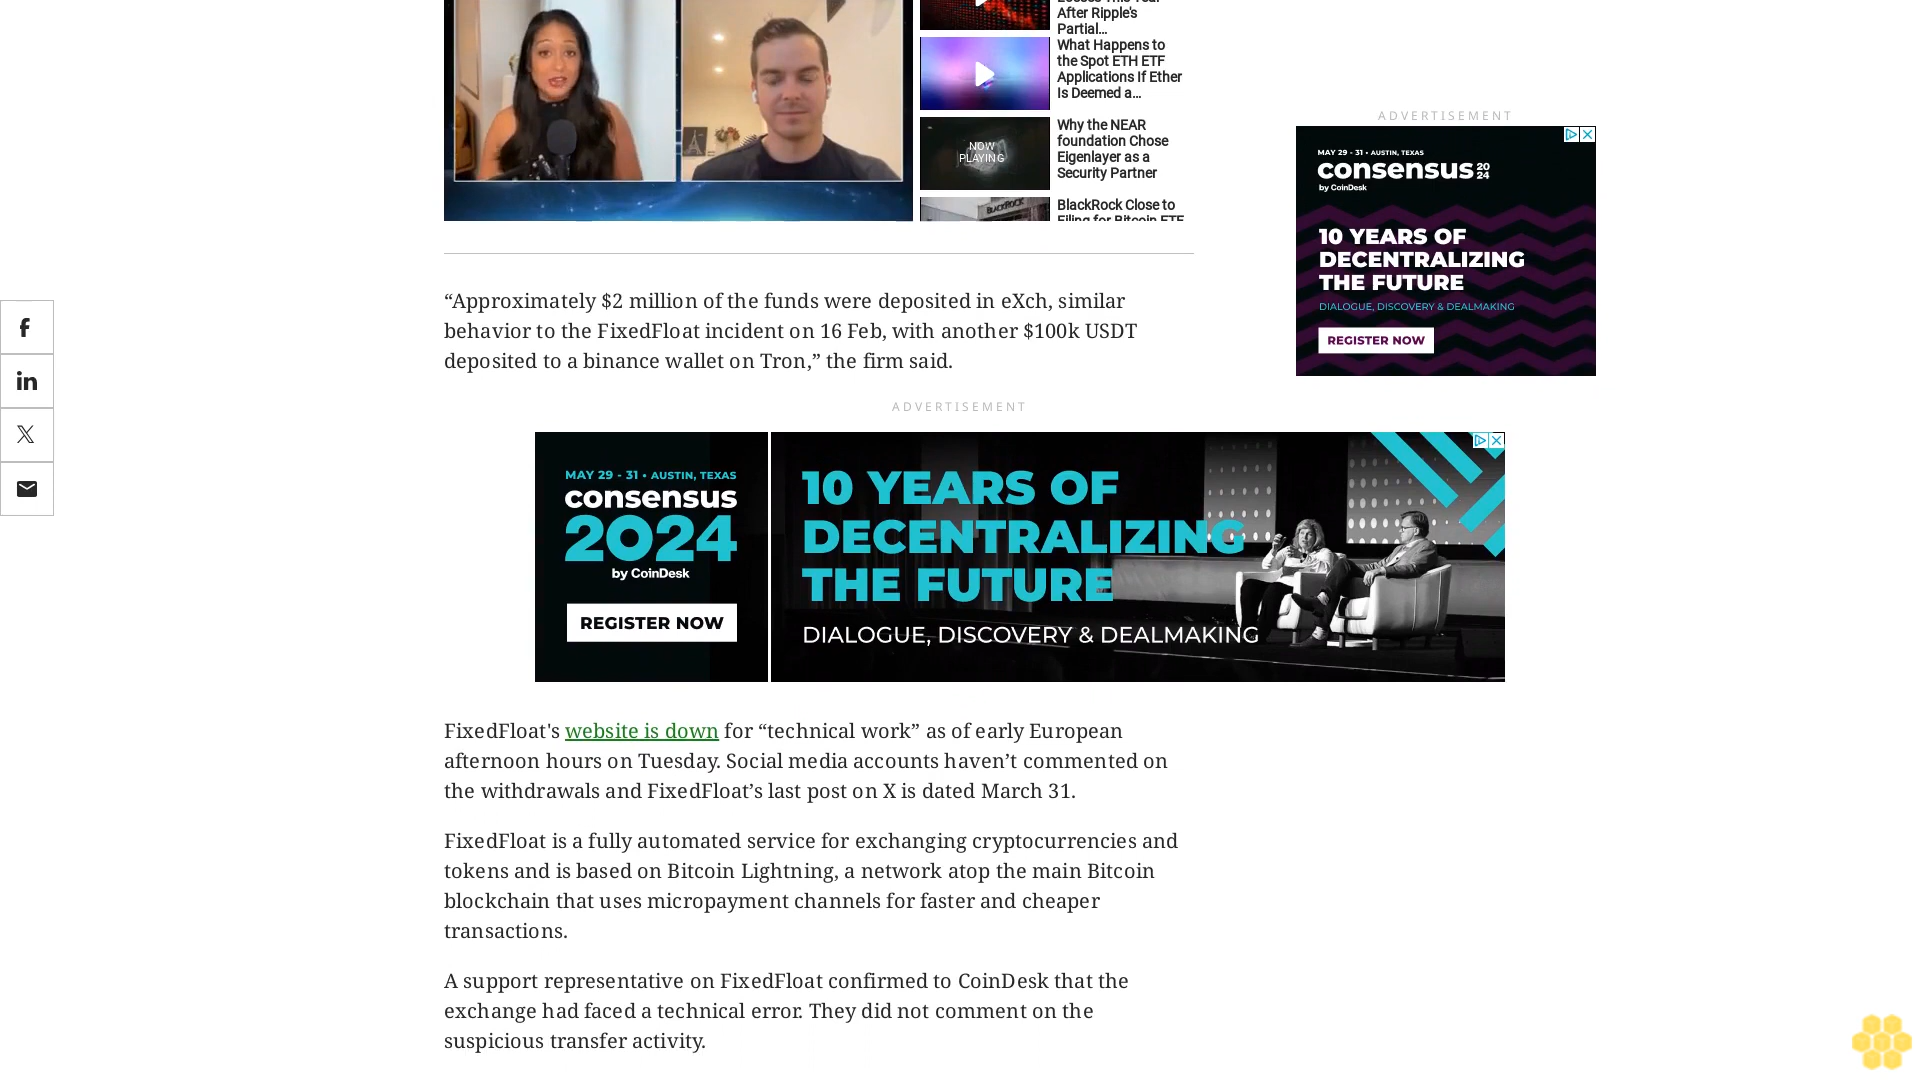 After Ripple's
Partial...
What Happens to
the Spot ETH ETF
Applications If Ether
Is Deemed a...
NOW
PLAYING
Why the NEAR
foundation Chose
Eigenlayer as a
Security Partner
BLACKROCK
BlackRock Close to
Filing for Bitcoin ETF
ADVERTISEMENT
MAY 29 - 31 • AUSTIN, TEXAS
consensus 20
24
by CoinDesk
10 YEARS OF
DECENTRALIZING
THE FUTURE
DIALOGUE, DISCOVERY & DEALMAKING
REGISTER NOW
“Approximately $2 million of the funds were deposited in eXch, similar
behavior to the FixedFloat incident on 16 Feb, with another $100k USDT
deposited to a binance wallet on Tron,” the firm said.
ADVERTISEMENT
MAY 29 - 31 • AUSTIN, TEXAS
consensus
2024
by CoinDesk
REGISTER NOW
10 YEARS OF
DECENTRALIZING
THE FUTURE
DIALOGUE, DISCOVERY & DEALMAKING
FixedFloat's website is down for “technical work” as of early European
afternoon hours on Tuesday. Social media accounts haven’t commented on
the withdrawals and FixedFloat’s last post on X is dated March 31.
FixedFloat is a fully automated service for exchanging cryptocurrencies and
tokens and is based on Bitcoin Lightning, a network atop the main Bitcoin
blockchain that uses micropayment channels for faster and cheaper
transactions.
A support representative on FixedFloat confirmed to CoinDesk that the
exchange had faced a technical error. They did not comment on the
suspicious transfer activity.